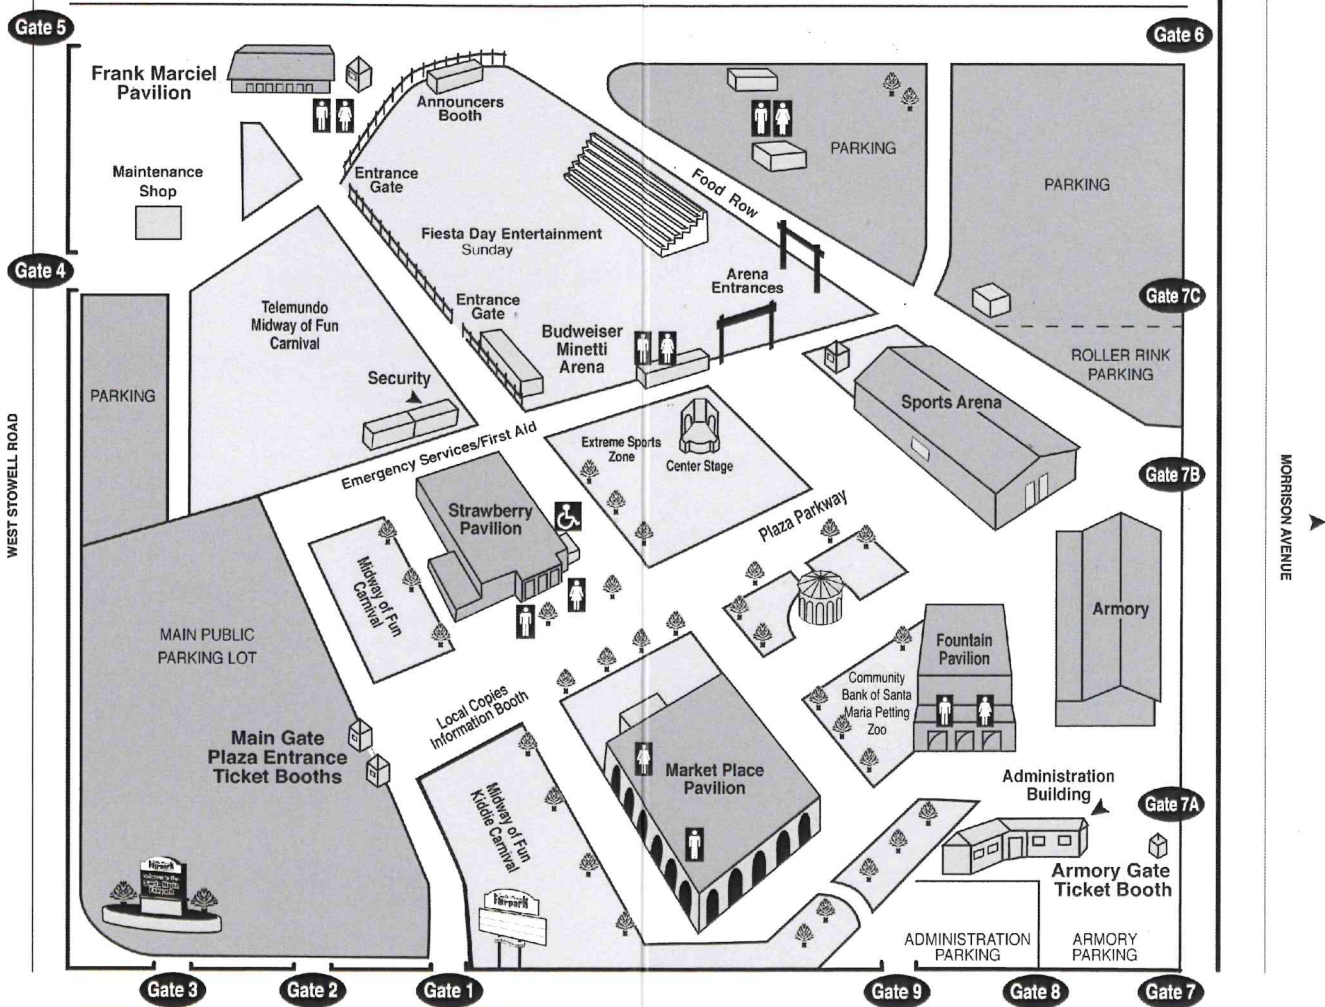 Gate 5
Gate 6
Frank Marciel
Pavilion
Announcers
Booth
PARKING
Maintenance
Shop
Entrance
Gate
Food Row
PARKING
Fiesta Day Entertainment
Sunday
Gate 4
Arena
Entrances
Gate 7C
Telemundo
Midway of Fun
Carnival
Entrance
Gate
Budweiser
Minetti
Arena
ROLLER RINK
PARKING
Security
PARKING
Sports Arena
Emergency Services/First Aid
Extreme Sports
Zone
Center Stage
Gate 7B
WEST STOWELL ROAD
MORRISON AVENUE
Strawberry
Pavilion
Plaza Parkway
Midway of Fun
Carnival
Armory
MAIN PUBLIC
PARKING LOT
Fountain
Pavilion
Community
Bank of Santa
Maria Petting
Zoo
Local Copies
Information Booth
Main Gate
Plaza Entrance
Ticket Booths
Market Place
Pavilion
Midway of Fun
Kiddie Carnival
Administration
Building
Gate 7A
Armory Gate
Ticket Booth
Fairpark
Fairpark
ADMINISTRATION
PARKING
ARMORY
PARKING
Gate 3
Gate 2
Gate 1
Gate 9
Gate 8
Gate 7